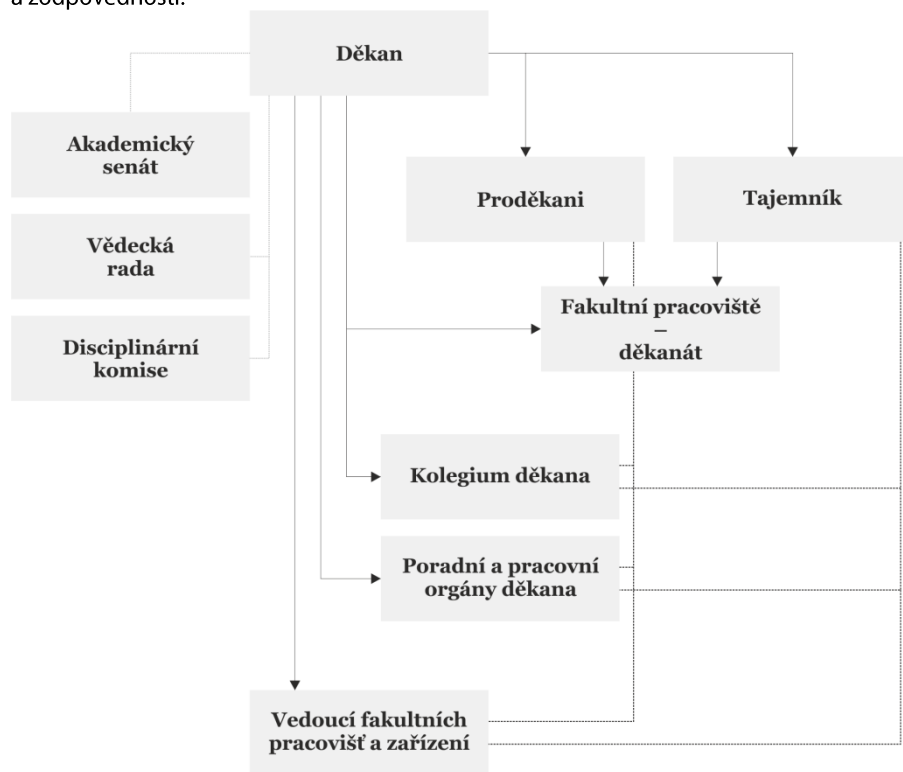 a zodpovědnosti.
Děkan
Akademický
senát
Proděkani
Tajemník
Vědecká
rada
Fakultní pracoviště
–
děkanát
Disciplinární
komise
Kolegium děkana
Poradní a pracovní
orgány děkana
Vedoucí fakultních
pracovišť a zařízení